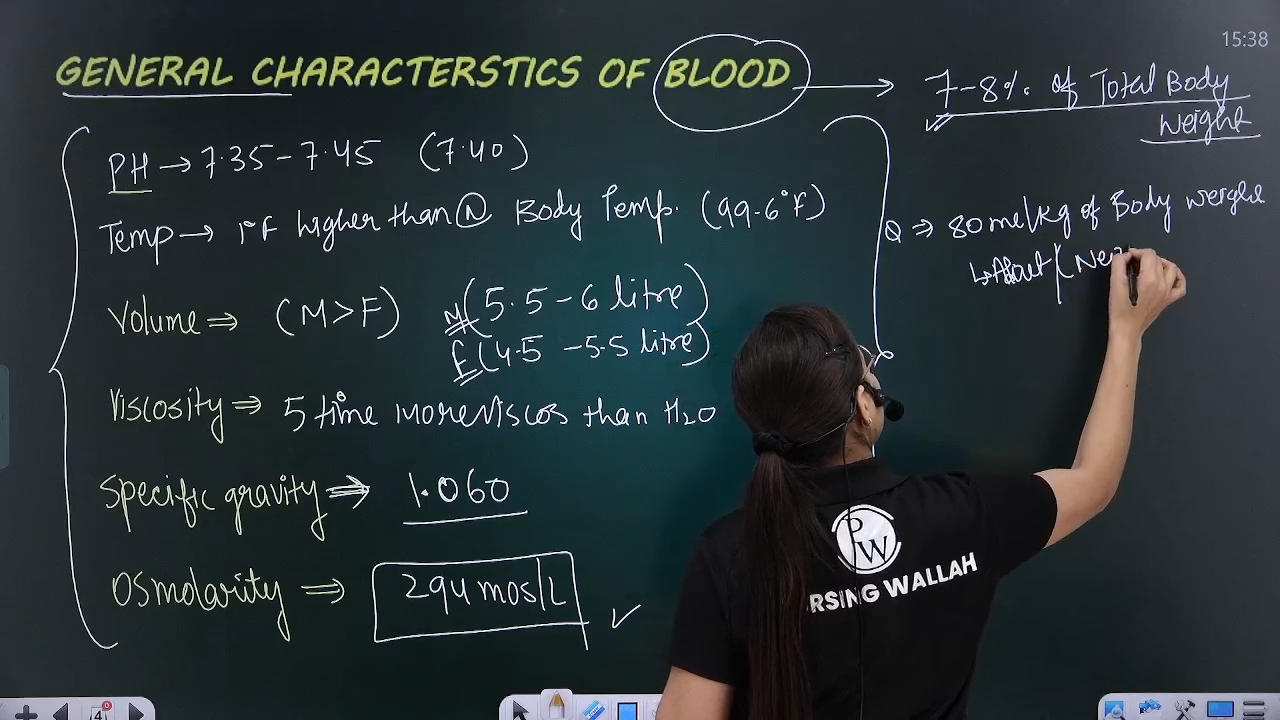 15:38
GENERAL CHARACTERSTICS OF BLOOD → 7-8% of Total Body
weight
PH → 7.35-7.45 (7.40)
Temp → 1°F higher than Ⓝ Body Temp. (99.6°F)
Q ⇒ 80 ml/kg of Body weight
Volume ⇒ (M>F) M (5.5-6 litre)
F (4.5-5.5 litre)
Viscosity ⇒ 5 time more viscos than H2O
Specific gravity ⇒ 1.060
Osmolarity ⇒ 294 mos/L ✓
PW
RSING WALLAH
4